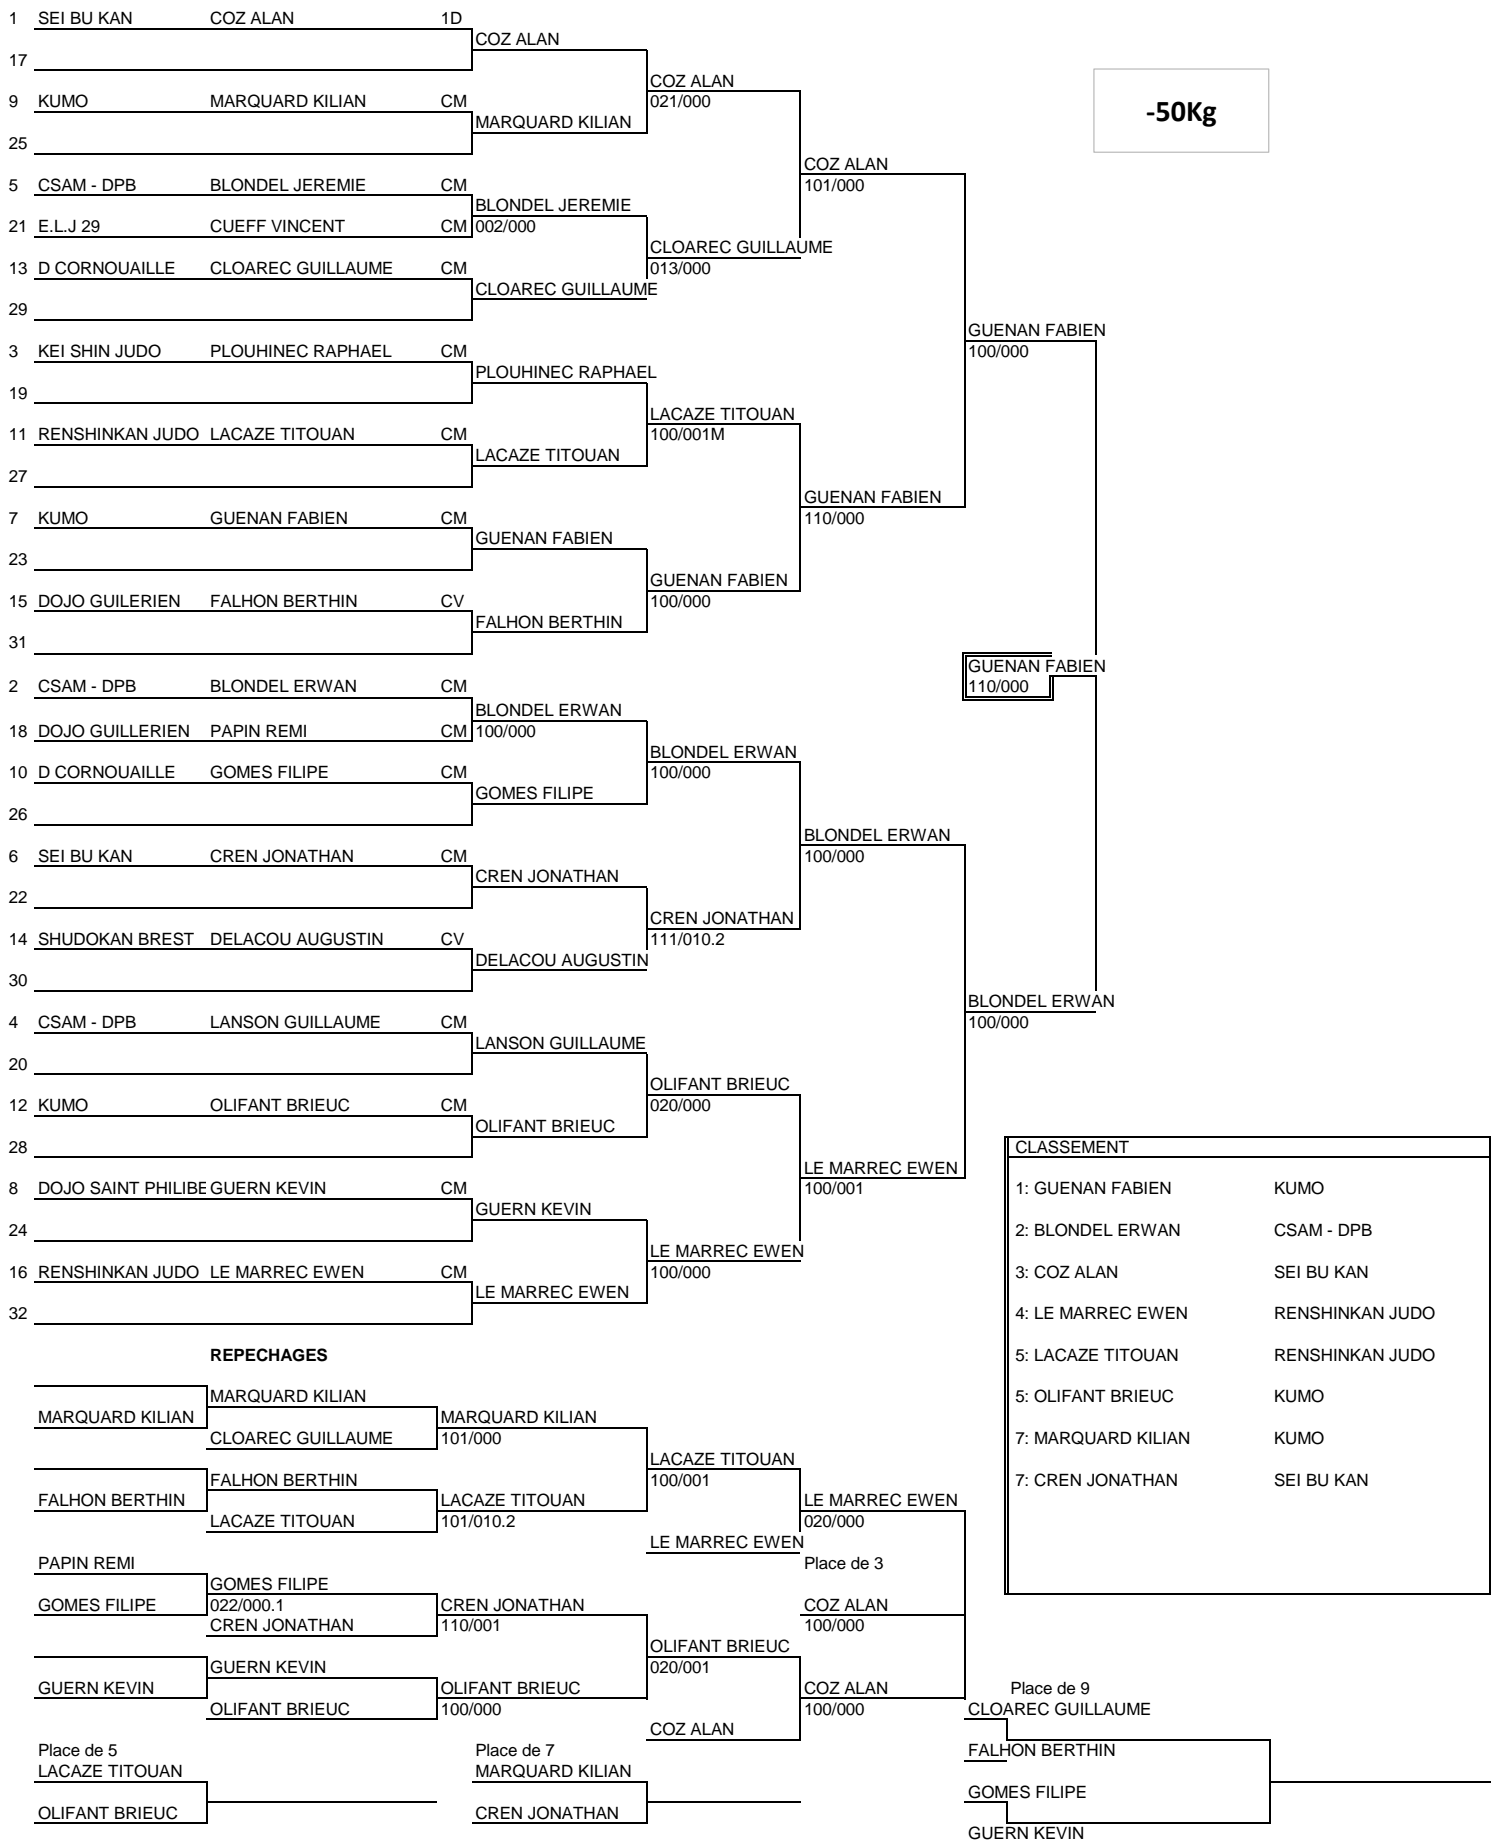 1 SEI BU KAN COZ ALAN 1D
COZ ALAN
17
COZ ALAN
9 KUMO MARQUARD KILIAN CM 021/000
-50Kg
MARQUARD KILIAN
25
COZ ALAN
5 CSAM - DPB BLONDEL JEREMIE CM 101/000
BLONDEL JEREMIE
21 E.L.J 29 CUEFF VINCENT CM 002/000
CLOAREC GUILLAUME
13 D CORNOUAILLE CLOAREC GUILLAUME CM 013/000
CLOAREC GUILLAUME
29
GUENAN FABIEN
3 KEI SHIN JUDO PLOUHINEC RAPHAEL CM 100/000
PLOUHINEC RAPHAEL
19
LACAZE TITOUAN
11 RENSHINKAN JUDO LACAZE TITOUAN CM 100/001M
LACAZE TITOUAN
27
GUENAN FABIEN
7 KUMO GUENAN FABIEN CM 110/000
GUENAN FABIEN
23
GUENAN FABIEN
15 DOJO GUILERIEN FALHON BERTHIN CV 100/000
FALHON BERTHIN
31
GUENAN FABIEN
2 CSAM - DPB BLONDEL ERWAN CM 110/000
BLONDEL ERWAN
18 DOJO GUILLERIEN PAPIN REMI CM 100/000
BLONDEL ERWAN
10 D CORNOUAILLE GOMES FILIPE CM 100/000
GOMES FILIPE
26
BLONDEL ERWAN
6 SEI BU KAN CREN JONATHAN CM 100/000
CREN JONATHAN
22
CREN JONATHAN
14 SHUDOKAN BREST DELACOU AUGUSTIN CV 111/010.2
DELACOU AUGUSTIN
30
BLONDEL ERWAN
4 CSAM - DPB LANSON GUILLAUME CM 100/000
LANSON GUILLAUME
20
OLIFANT BRIEUC
12 KUMO OLIFANT BRIEUC CM 020/000
OLIFANT BRIEUC
28 CLASSEMENT
LE MARREC EWEN
8 DOJO SAINT PHILIBE GUERN KEVIN CM 100/001 1: GUENAN FABIEN KUMO
GUERN KEVIN
24 2: BLONDEL ERWAN CSAM - DPB
LE MARREC EWEN
16 RENSHINKAN JUDO LE MARREC EWEN CM 100/000 3: COZ ALAN SEI BU KAN
LE MARREC EWEN
32 4: LE MARREC EWEN RENSHINKAN JUDO
REPECHAGES 5: LACAZE TITOUAN RENSHINKAN JUDO
MARQUARD KILIAN 5: OLIFANT BRIEUC KUMO
MARQUARD KILIAN MARQUARD KILIAN
CLOAREC GUILLAUME 101/000 7: MARQUARD KILIAN KUMO
LACAZE TITOUAN
FALHON BERTHIN 100/001 7: CREN JONATHAN SEI BU KAN
FALHON BERTHIN LACAZE TITOUAN LE MARREC EWEN
LACAZE TITOUAN 101/010.2 020/000
LE MARREC EWEN
PAPIN REMI Place de 3
GOMES FILIPE
GOMES FILIPE 022/000.1 CREN JONATHAN COZ ALAN
CREN JONATHAN 110/001 100/000
OLIFANT BRIEUC
GUERN KEVIN 020/001
GUERN KEVIN OLIFANT BRIEUC COZ ALAN Place de 9
OLIFANT BRIEUC 100/000 100/000 CLOAREC GUILLAUME
COZ ALAN
Place de 5 Place de 7 FALHON BERTHIN
LACAZE TITOUAN MARQUARD KILIAN
GOMES FILIPE
OLIFANT BRIEUC CREN JONATHAN
GUERN KEVIN